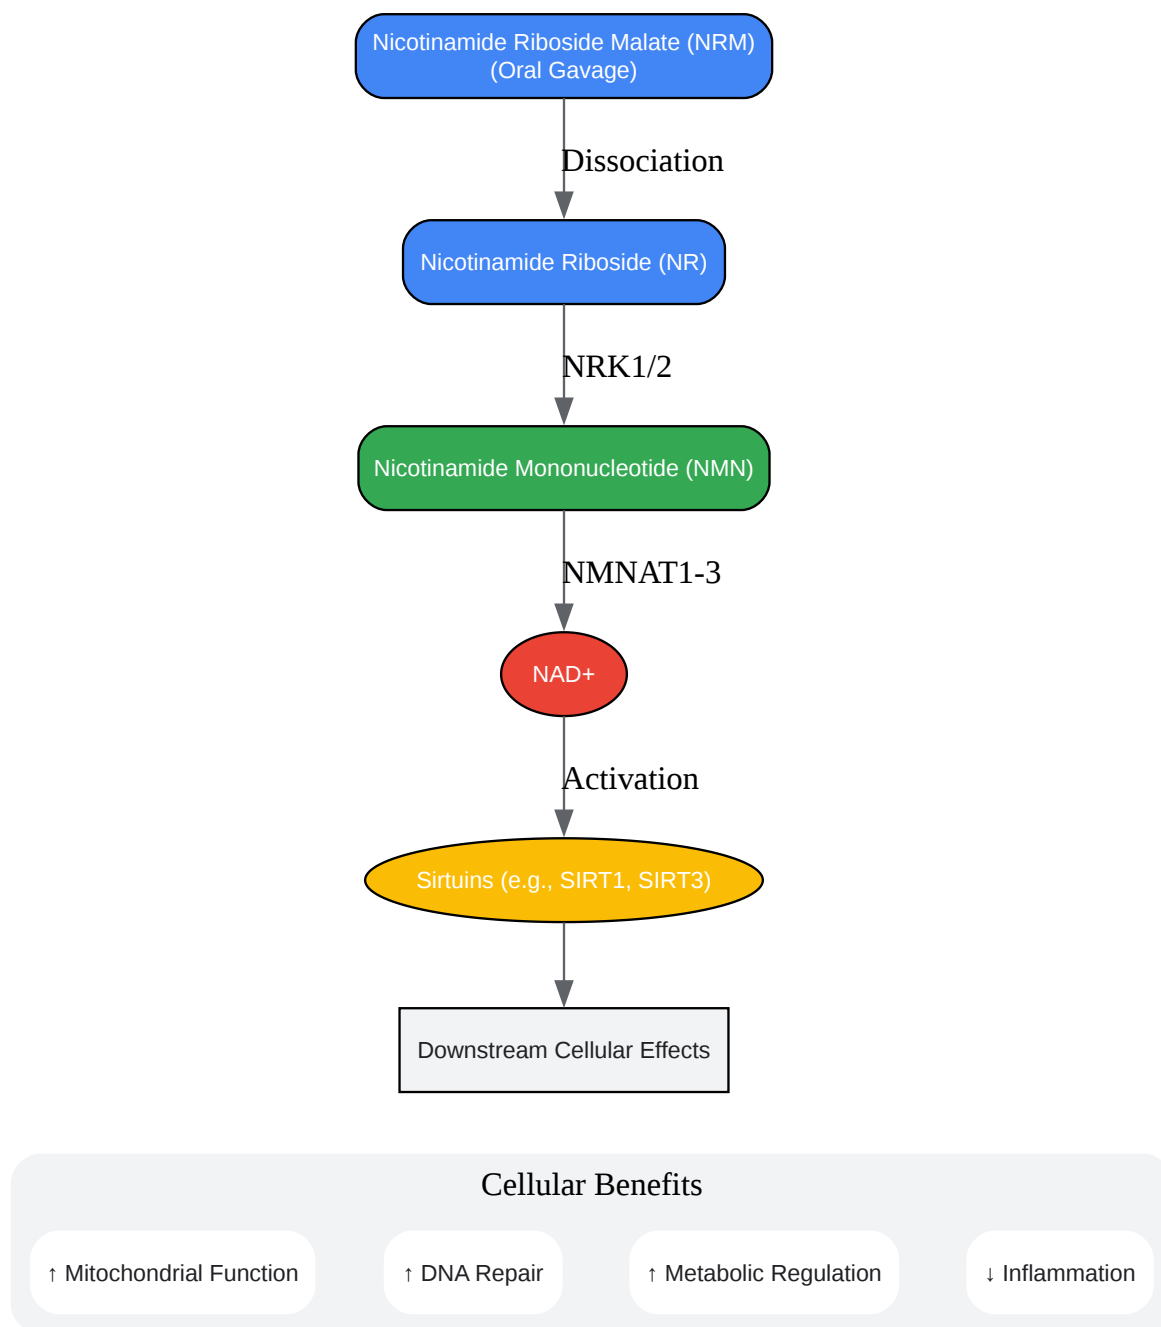 Nicotinamide Riboside Malate (NRM)
(Oral Gavage)
Dissociation
Nicotinamide Riboside (NR)
NRK1/2
Nicotinamide Mononucleotide (NMN)
NMNAT1-3
NAD+
Activation
Sirtuins (e.g., SIRT1, SIRT3)
Downstream Cellular Effects
Cellular Benefits
↑ Mitochondrial Function
↑ DNA Repair
↑ Metabolic Regulation
↓ Inflammation